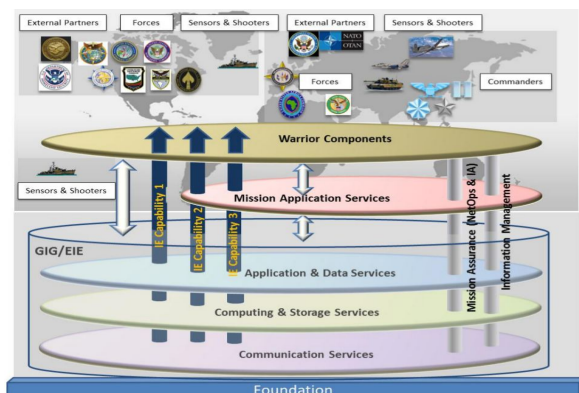 External Partners
Forces
Sensors & Shooters
External Partners
Sensors & Shooters
NATO
OTAN
Forces
Commanders
Warrior Components
Sensors & Shooters
Mission Application Services
IE Capability 1
IE Capability 2
IE Capability 3
Mission Assurance (NetOps & IA)
Information Management
GIG/EIE
Application & Data Services
Computing & Storage Services
Communication Services
Foundation